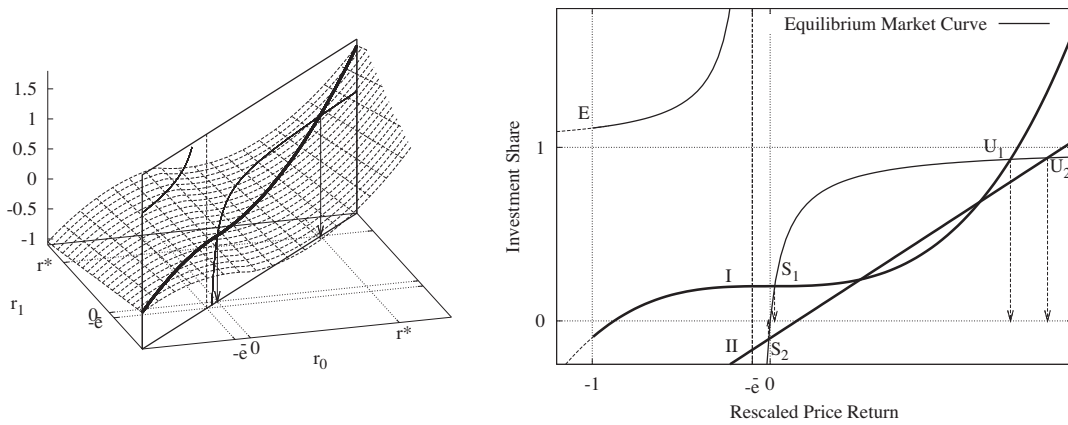 1.5
1
0.5
0
-0.5
-1
r*
r1
0
-ē
-ē 0
r0
r*
Equilibrium Market Curve
Investment Share
1
0
E
I
II
S1
S2
U1
U2
-1
-ē 0
Rescaled Price Return